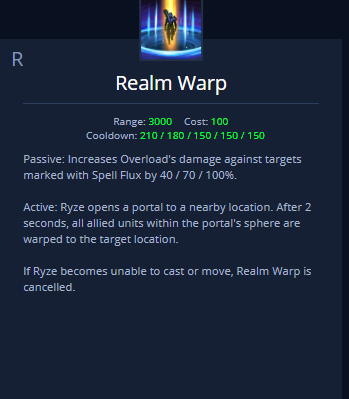 R
Realm Warp
Range: 3000 Cost: 100
Cooldown: 210 / 180 / 150 / 150 / 150
Passive: Increases Overload's damage against targets
marked with Spell Flux by 40 / 70 / 100%.
Active: Ryze opens a portal to a nearby location. After 2
seconds, all allied units within the portal's sphere are
warped to the target location.
If Ryze becomes unable to cast or move, Realm Warp is
cancelled.